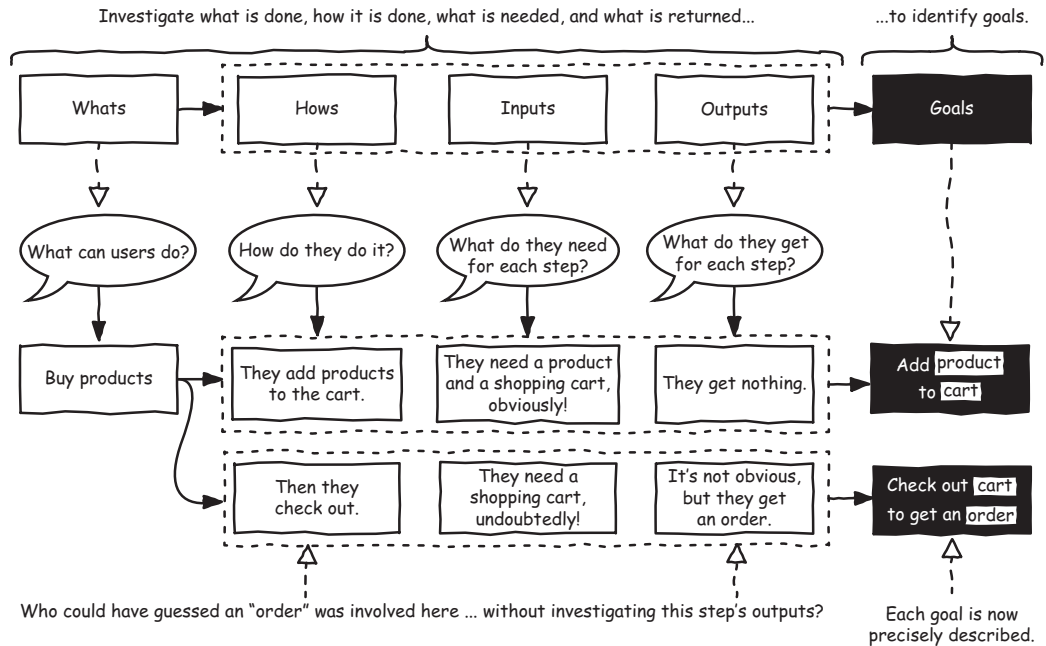 Investigate what is done, how it is done, what is needed, and what is returned...
...to identify goals.
Whats
Hows
Inputs
Outputs
Goals
What can users do?
How do they do it?
What do they need
for each step?
What do they get
for each step?
Buy products
They add products
to the cart.
They need a product
and a shopping cart,
obviously!
They get nothing.
Add product
to cart
Then they
check out.
They need a
shopping cart,
undoubtedly!
It's not obvious,
but they get
an order.
Check out cart
to get an order
Who could have guessed an “order” was involved here ... without investigating this step's outputs?
Each goal is now
precisely described.